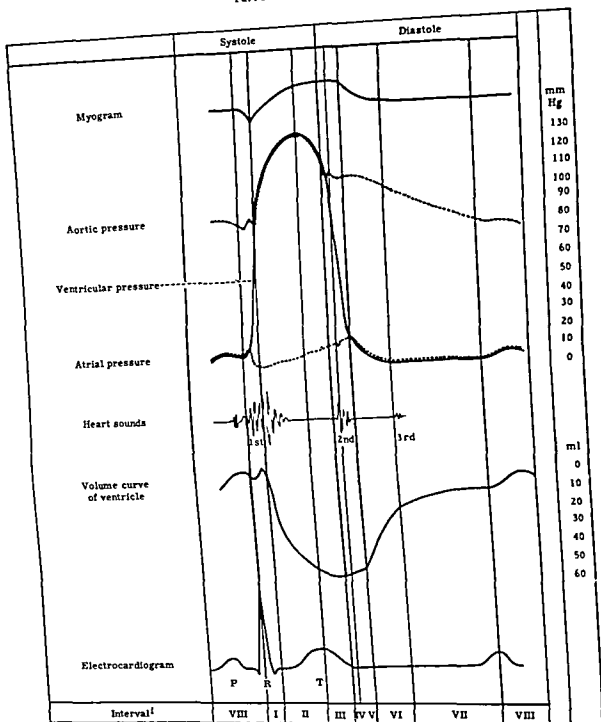 Systole Diastole
Myogram
mm
Hg
130
120
110
100
90
80
70
60
50
40
30
20
10
0
Aortic pressure
Ventricular pressure
Atrial pressure
Heart sounds
1st 2nd 3rd
Volume curve
of ventricle
ml
0
10
20
30
40
50
60
Electrocardiogram
P R T
Interval¹ VIII I II III IV V VI VII VIII